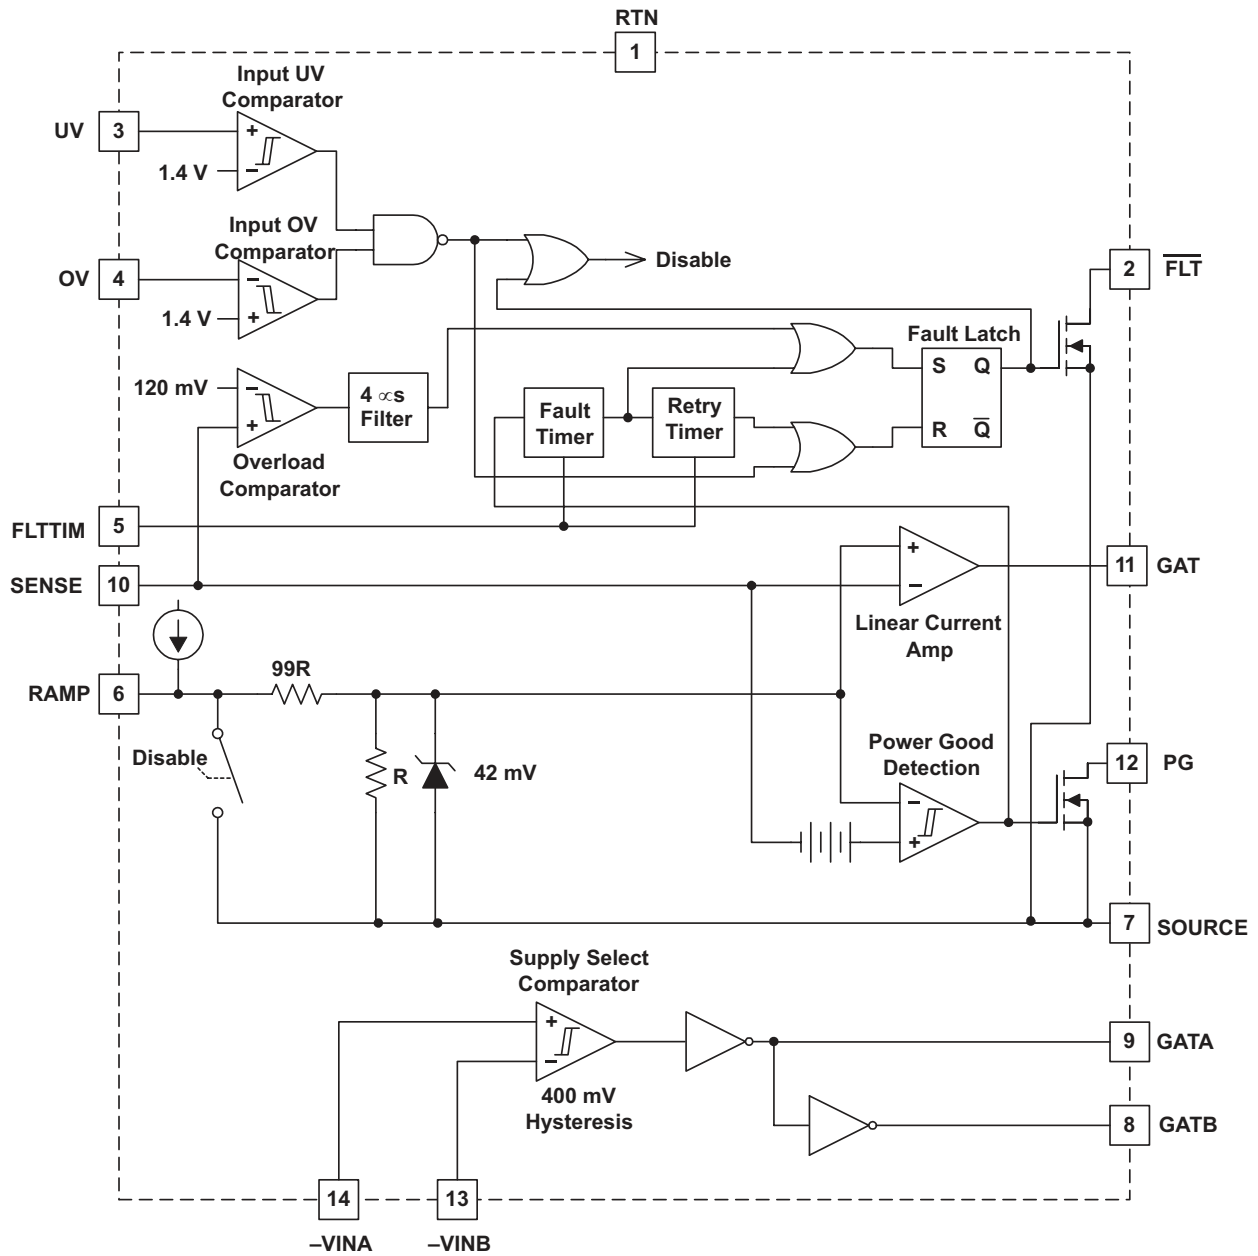 RTN
1
Input UV
Comparator
UV
3
+
1.4 V
−
Input OV
Comparator
OV
4
−
1.4 V
+
Disable
2
FLT
Fault Latch
S Q
R Q
120 mV
−
+
4 ∝s
Filter
Overload
Comparator
Fault
Timer
Retry
Timer
FLTTIM
5
SENSE
10
+
−
Linear Current
Amp
11
GAT
RAMP
6
99R
Disable
R
42 mV
Power Good
Detection
−
+
12
PG
7
SOURCE
Supply Select
Comparator
+
−
400 mV
Hysteresis
9
GATA
8
GATB
14
13
–VINA
–VINB